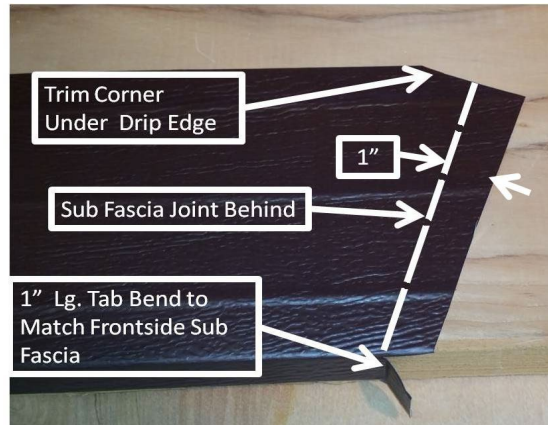 Trim Corner
Under Drip Edge
1”
Sub Fascia Joint Behind
1” Lg. Tab Bend to
Match Frontside Sub
Fascia